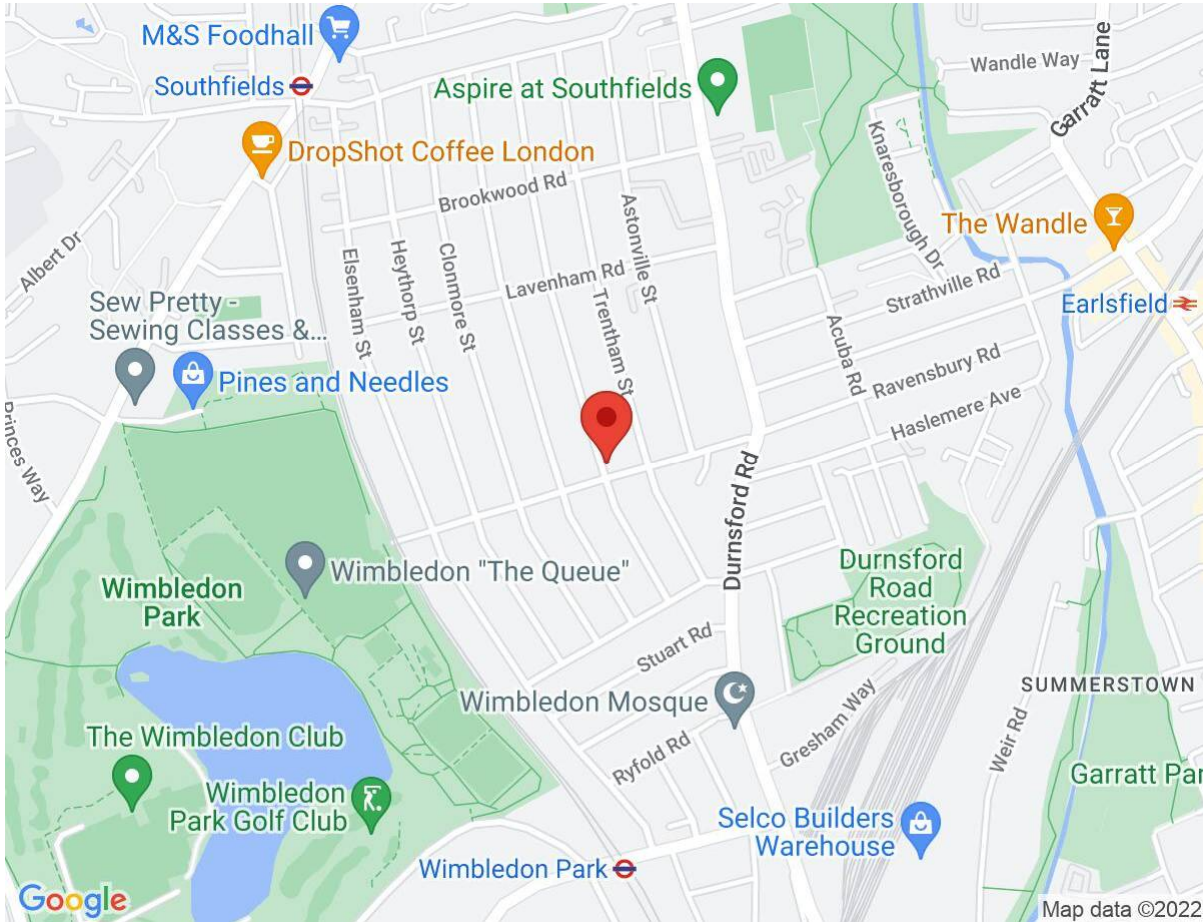 M&S Foodhall
Southfields
DropShot Coffee London
Aspire at Southfields
Wandle Way
Garratt Lane
Knaresborough Dr
Brookwood Rd
Astonville St
The Wandle
Albert Dr
Elsenham St
Heythorp St
Clonmore St
Lavenham Rd
Trentham St
Strathville Rd
Earlsfield
Acuba Rd
Sew Pretty -
Sewing Classes &...
Pines and Needles
Ravensbury Rd
Haslemere Ave
Princes Way
Durnsford Rd
Wimbledon "The Queue"
Wimbledon
Park
Durnsford
Road
Recreation
Ground
Stuart Rd
Wimbledon Mosque
SUMMERSTOWN
Gresham Way
Weir Rd
Ryfold Rd
The Wimbledon Club
Wimbledon
Park Golf Club
Garratt Par
Selco Builders
Warehouse
Wimbledon Park
Google
Map data ©2022